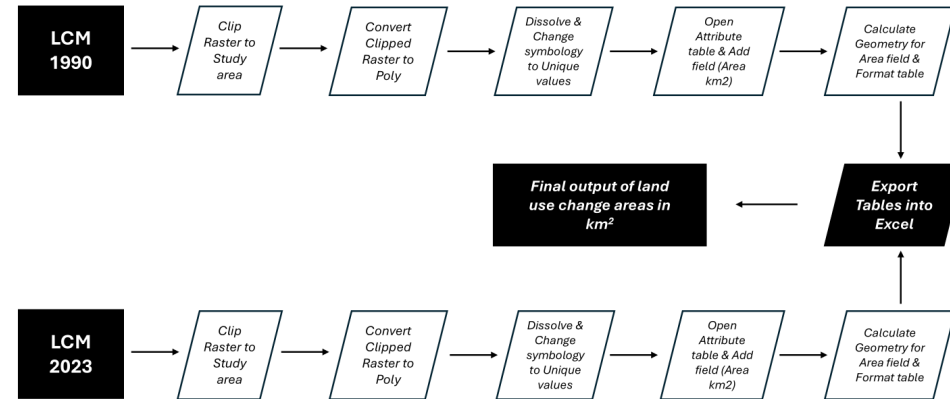 LCM
1990
Clip
Raster to
Study
area
Convert
Clipped
Raster to
Poly
Dissolve &
Change
symbology
to Unique
values
Open
Attribute
table & Add
field (Area
km2)
Calculate
Geometry for
Area field &
Format table
Final output of land
use change areas in
km²
Export
Tables into
Excel
LCM
2023
Clip
Raster to
Study
area
Convert
Clipped
Raster to
Poly
Dissolve &
Change
symbology
to Unique
values
Open
Attribute
table & Add
field (Area
km2)
Calculate
Geometry for
Area field &
Format table